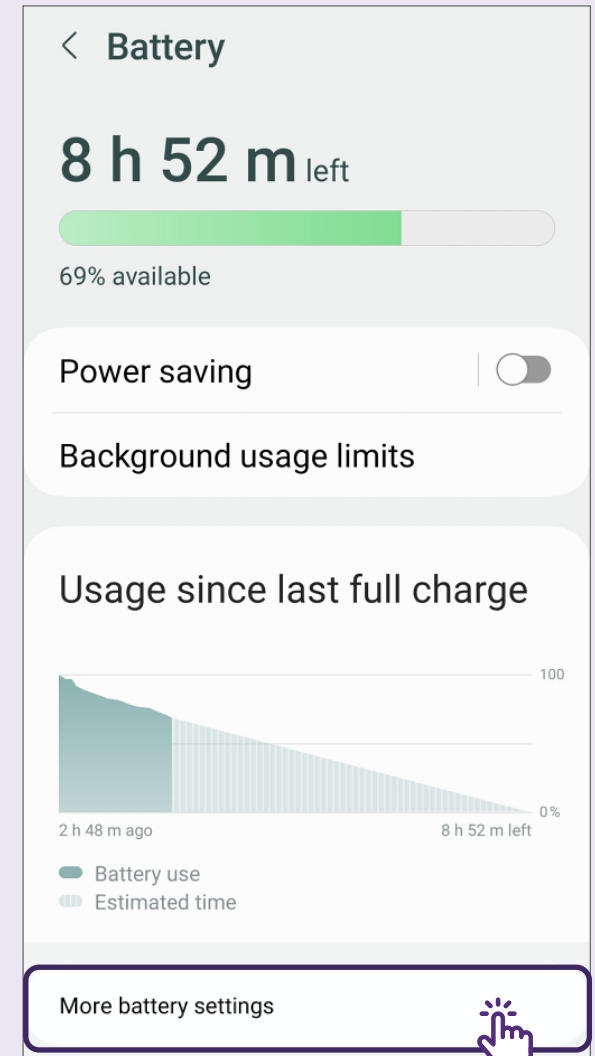 Battery
8 h 52 m left
69% available
Power saving
Background usage limits
Usage since last full charge
100
0%
2 h 48 m ago 8 h 52 m left
Battery use
Estimated time
More battery settings